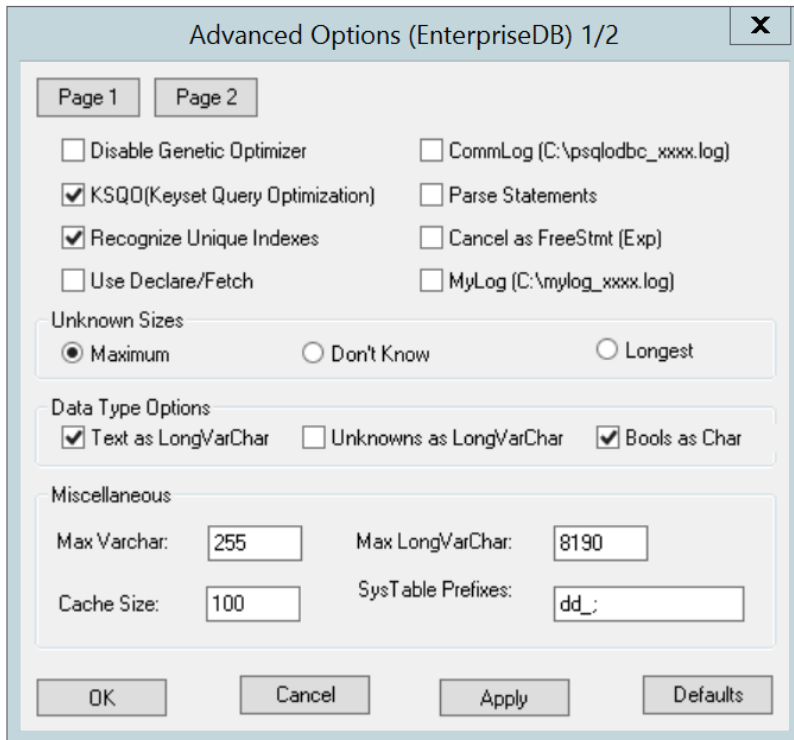 Advanced Options (EnterpriseDB) 1/2
X
Page 1 Page 2
Disable Genetic Optimizer CommLog (C:\psqlodbc_xxxx.log)
KSQO(Keyset Query Optimization) Parse Statements
Recognize Unique Indexes Cancel as FreeStmt (Exp)
Use Declare/Fetch MyLog (C:\mylog_xxxx.log)
Unknown Sizes
Maximum Don't Know Longest
Data Type Options
Text as LongVarChar Unknowns as LongVarChar Bools as Char
Miscellaneous
Max Varchar: 255 Max LongVarChar: 8190
Cache Size: 100 SysTable Prefixes: dd_;
OK Cancel Apply Defaults